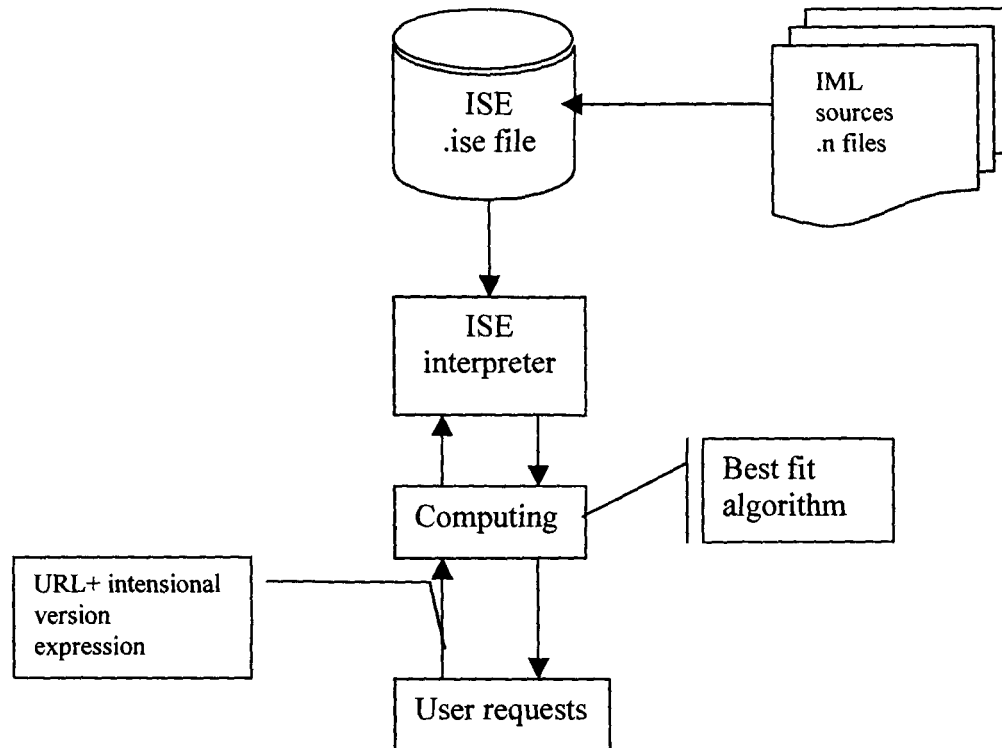 ISE
.ise file
IML
sources
.n files
ISE
interpreter
Computing
Best fit
algorithm
URL+ intensional
version
expression
User requests